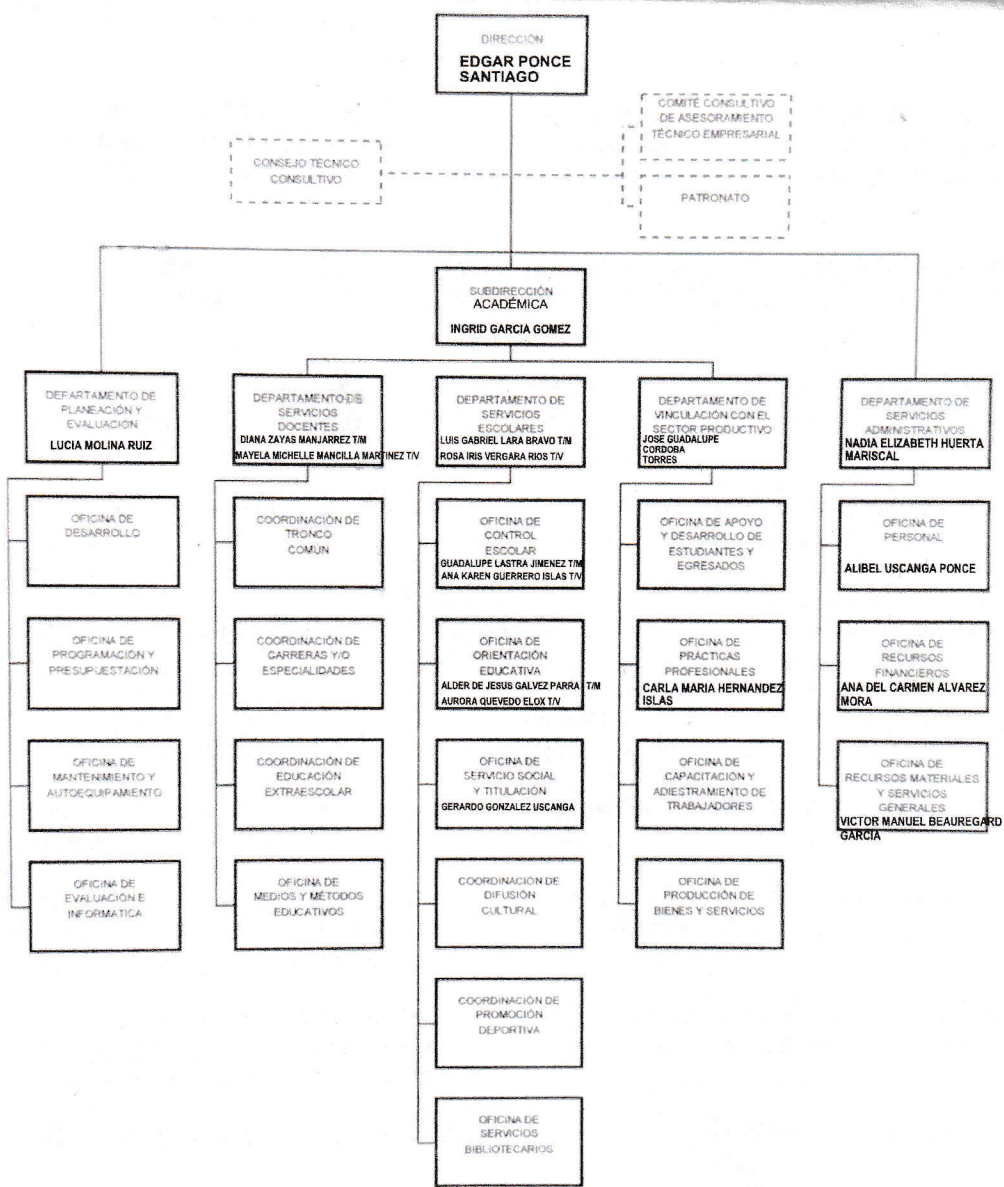 DIRECCIÓN
EDGAR PONCE
SANTIAGO
COMITÉ CONSULTIVO
DE ASESORAMIENTO
TÉCNICO EMPRESARIAL
CONSEJO TÉCNICO
CONSULTIVO
PATRONATO
SUBDIRECCIÓN
ACADÉMICA
INGRID GARCIA GOMEZ
DEPARTAMENTO DE
PLANEACIÓN Y
EVALUACIÓN
LUCIA MOLINA RUIZ
DEPARTAMENTO DE
SERVICIOS
DOCENTES
DIANA ZAYAS MANJARREZ T/M
MAYELA MICHELLE MANCILLA MARTINEZ T/V
DEPARTAMENTO DE
SERVICIOS
ESCOLARES
LUIS GABRIEL LARA BRAVO T/M
ROSA IRIS VERGARA RIOS T/V
DEPARTAMENTO DE
VINCULACIÓN CON EL
SECTOR PRODUCTIVO
JOSE GUADALUPE
CORDOBA
TORRES
DEPARTAMENTO DE
SERVICIOS
ADMINISTRATIVOS
NADIA ELIZABETH HUERTA
MARISCAL
OFICINA DE
DESARROLLO
COORDINACIÓN DE
TRONCO
COMÚN
OFICINA DE
CONTROL
ESCOLAR
GUADALUPE LASTRA JIMENEZ T/M
ANA KAREN GUERRERO ISLAS T/V
OFICINA DE APOYO
Y DESARROLLO DE
ESTUDIANTES Y
EGRESADOS
OFICINA DE
PERSONAL
ALIBEL USCANGA PONCE
OFICINA DE
PROGRAMACIÓN Y
PRESUPUESTACIÓN
COORDINACIÓN DE
CARRERAS Y/O
ESPECIALIDADES
OFICINA DE
ORIENTACIÓN
EDUCATIVA
ALDER DE JESUS GALVEZ PARRA T/M
AURORA QUEVEDO ELOX T/V
OFICINA DE
PRÁCTICAS
PROFESIONALES
CARLA MARIA HERNANDEZ
ISLAS
OFICINA DE
RECURSOS
FINANCIEROS
ANA DEL CARMEN ALVAREZ
MORA
OFICINA DE
MANTENIMIENTO Y
AUTOEQUIPAMIENTO
COORDINACIÓN DE
EDUCACIÓN
EXTRAESCOLAR
OFICINA DE
SERVICIO SOCIAL
Y TITULACIÓN
GERARDO GONZALEZ USCANGA
OFICINA DE
CAPACITACIÓN Y
ADIESTRAMIENTO DE
TRABAJADORES
OFICINA DE
RECURSOS MATERIALES
Y SERVICIOS
GENERALES
VICTOR MANUEL BEAUREGARD
GARCIA
OFICINA DE
EVALUACIÓN E
INFORMATICA
OFICINA DE
MEDIOS Y MÉTODOS
EDUCATIVOS
COORDINACIÓN DE
DIFUSIÓN
CULTURAL
OFICINA DE
PRODUCCIÓN DE
BIENES Y SERVICIOS
COORDINACIÓN DE
PROMOCIÓN
DEPORTIVA
OFICINA DE
SERVICIOS
BIBLIOTECARIOS